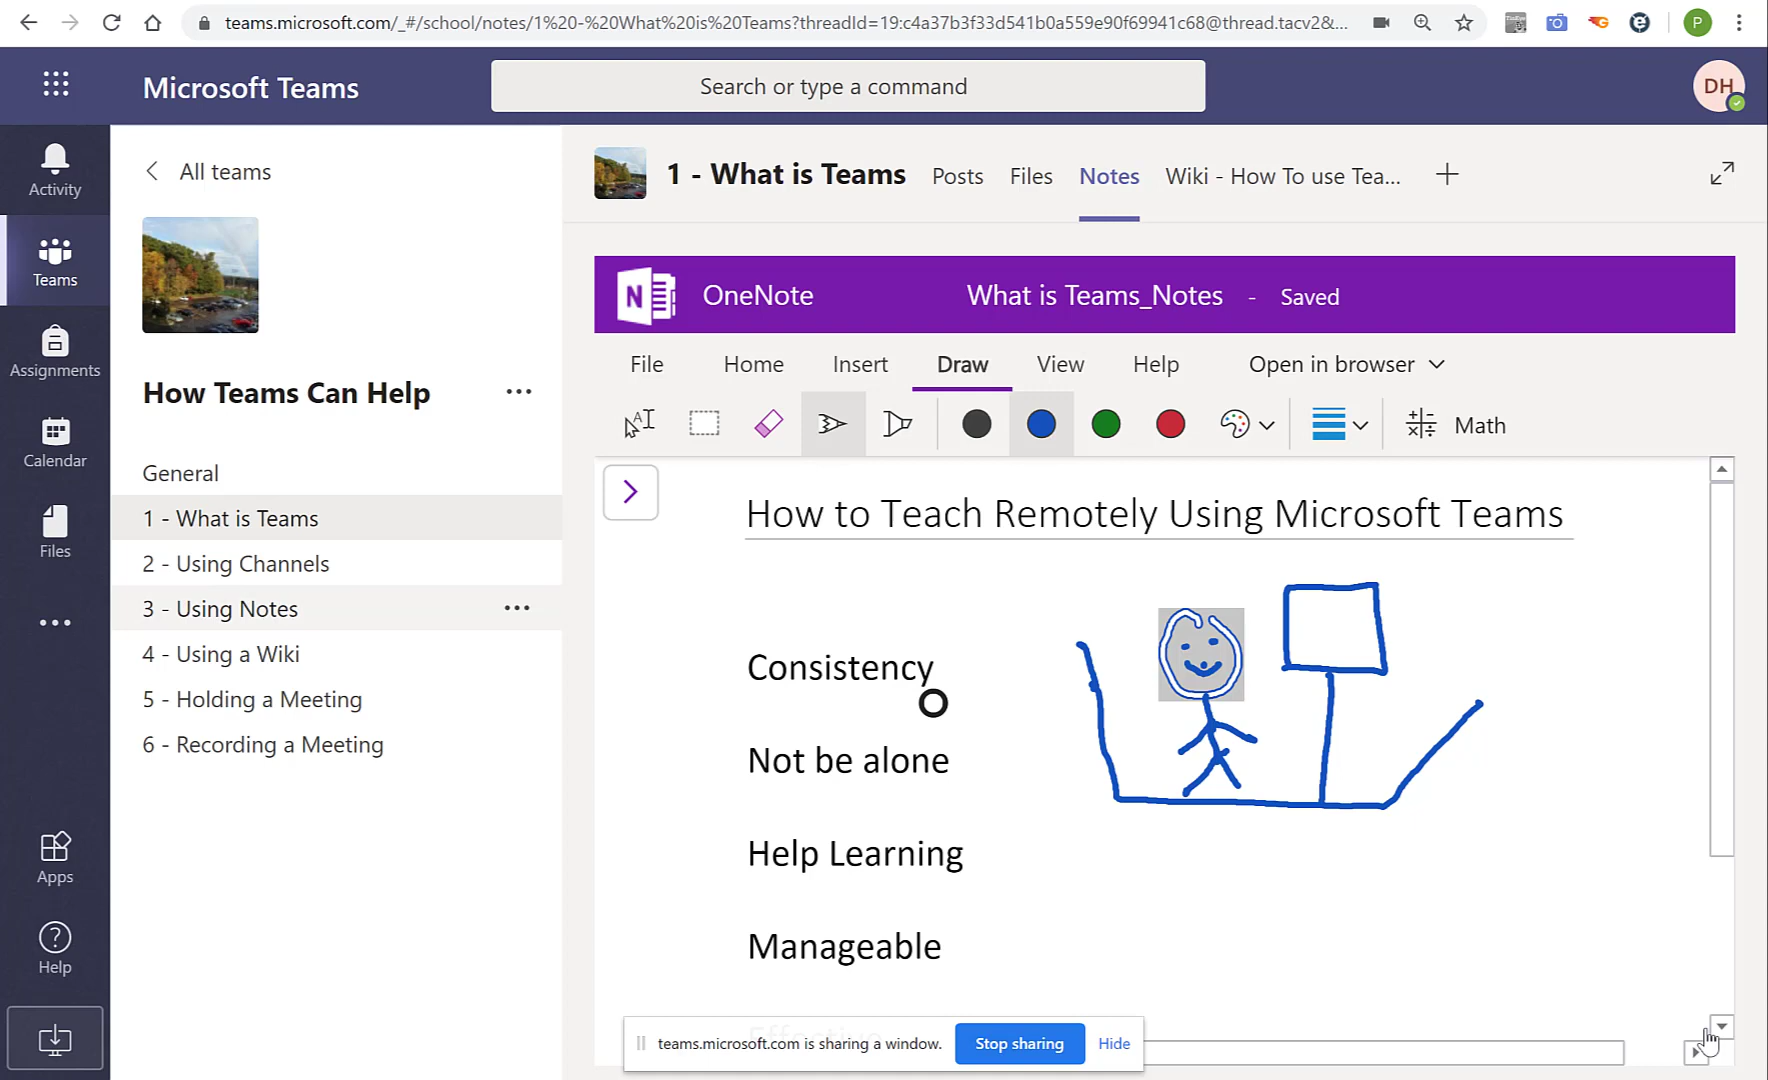 teams.microsoft.com/_#/school/notes/1%20-%20What%20is%20Teams?threadId=19:c4a37b3f33d541b0a559e90f69941c68@thread.tacv2&...
P
Microsoft Teams
Search or type a command
DH
Activity
Teams
Assignments
Calendar
Files
Apps
Help
All teams
How Teams Can Help
General
1 - What is Teams
2 - Using Channels
3 - Using Notes
4 - Using a Wiki
5 - Holding a Meeting
6 - Recording a Meeting
1 - What is Teams Posts Files Notes Wiki - How To use Tea...
N OneNote What is Teams_Notes - Saved
File Home Insert Draw View Help Open in browser
Math
How to Teach Remotely Using Microsoft Teams
Consistency
Not be alone
Help Learning
Manageable
Effective
teams.microsoft.com is sharing a window. Stop sharing Hide